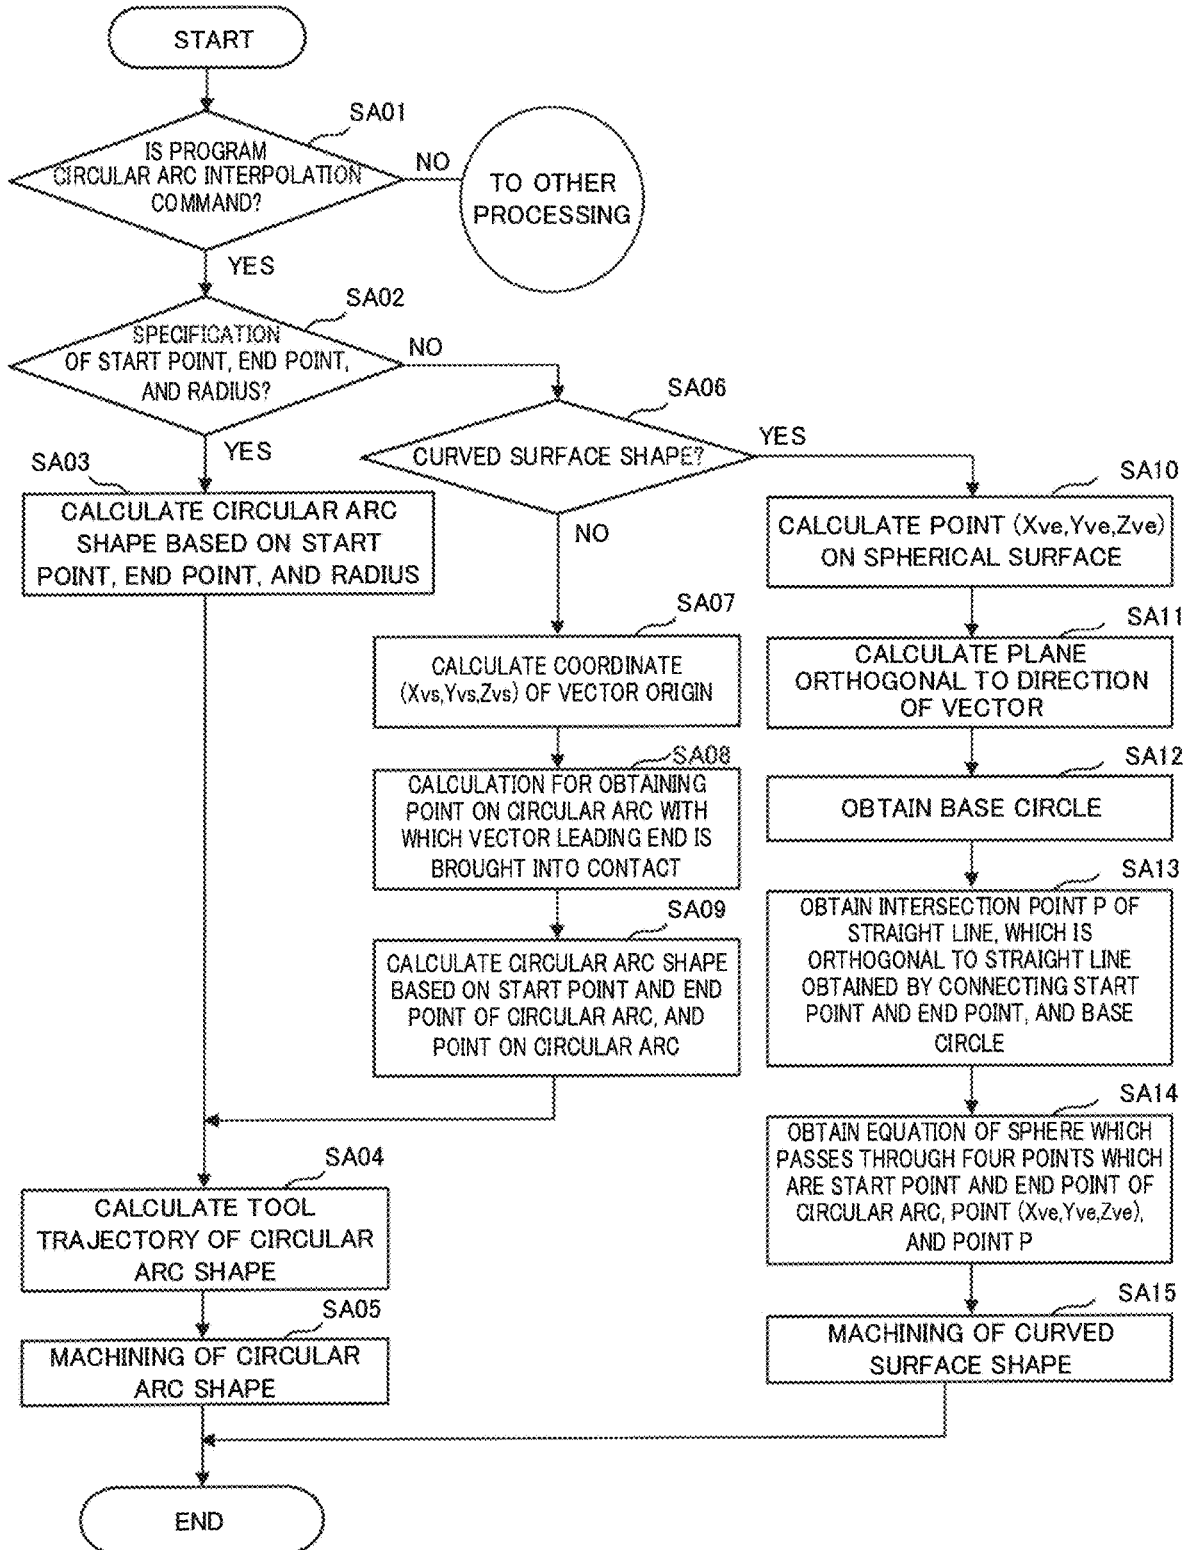 START
SA01
IS PROGRAM
CIRCULAR ARC INTERPOLATION
COMMAND?
NO
TO OTHER
PROCESSING
YES
SA02
SPECIFICATION
OF START POINT, END POINT,
AND RADIUS?
NO
YES
SA03
CALCULATE CIRCULAR ARC
SHAPE BASED ON START
POINT, END POINT, AND RADIUS
SA06
CURVED SURFACE SHAPE?
YES
NO
SA07
CALCULATE COORDINATE
(Xvs,Yvs,Zvs) OF VECTOR ORIGIN
SA08
CALCULATION FOR OBTAINING
POINT ON CIRCULAR ARC WITH
WHICH VECTOR LEADING END IS
BROUGHT INTO CONTACT
SA09
CALCULATE CIRCULAR ARC SHAPE
BASED ON START POINT AND END
POINT OF CIRCULAR ARC, AND
POINT ON CIRCULAR ARC
SA10
CALCULATE POINT (Xve,Yve,Zve)
ON SPHERICAL SURFACE
SA11
CALCULATE PLANE
ORTHOGONAL TO DIRECTION
OF VECTOR
SA12
OBTAIN BASE CIRCLE
SA13
OBTAIN INTERSECTION POINT P OF
STRAIGHT LINE, WHICH IS
ORTHOGONAL TO STRAIGHT LINE
OBTAINED BY CONNECTING START
POINT AND END POINT, AND BASE
CIRCLE
SA14
OBTAIN EQUATION OF SPHERE WHICH
PASSES THROUGH FOUR POINTS WHICH
ARE START POINT AND END POINT OF
CIRCULAR ARC, POINT (Xve,Yve,Zve),
AND POINT P
SA15
MACHINING OF CURVED
SURFACE SHAPE
SA04
CALCULATE TOOL
TRAJECTORY OF CIRCULAR
ARC SHAPE
SA05
MACHINING OF CIRCULAR
ARC SHAPE
END